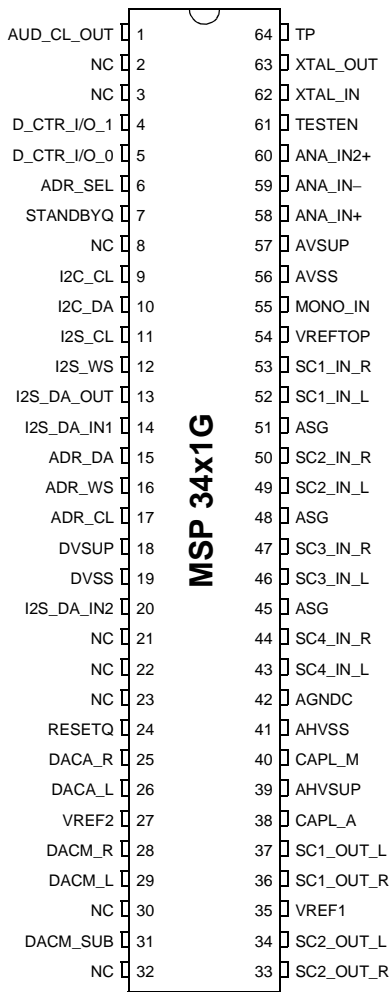 AUD_CL_OUT 1 64 TP
NC 2 63 XTAL_OUT
NC 3 62 XTAL_IN
D_CTR_I/O_1 4 61 TESTEN
D_CTR_I/O_0 5 60 ANA_IN2+
ADR_SEL 6 59 ANA_IN−
STANDBYQ 7 58 ANA_IN+
NC 8 57 AVSUP
I2C_CL 9 56 AVSS
I2C_DA 10 55 MONO_IN
I2S_CL 11 54 VREFTOP
I2S_WS 12 53 SC1_IN_R
I2S_DA_OUT 13 52 SC1_IN_L
I2S_DA_IN1 14 51 ASG
ADR_DA 15 50 SC2_IN_R
ADR_WS 16 49 SC2_IN_L
ADR_CL 17 48 ASG
DVSUP 18 47 SC3_IN_R
DVSS 19 46 SC3_IN_L
I2S_DA_IN2 20 45 ASG
NC 21 44 SC4_IN_R
NC 22 43 SC4_IN_L
NC 23 42 AGNDC
RESETQ 24 41 AHVSS
DACA_R 25 40 CAPL_M
DACA_L 26 39 AHVSUP
VREF2 27 38 CAPL_A
DACM_R 28 37 SC1_OUT_L
DACM_L 29 36 SC1_OUT_R
NC 30 35 VREF1
DACM_SUB 31 34 SC2_OUT_L
NC 32 33 SC2_OUT_R
MSP 34x1G